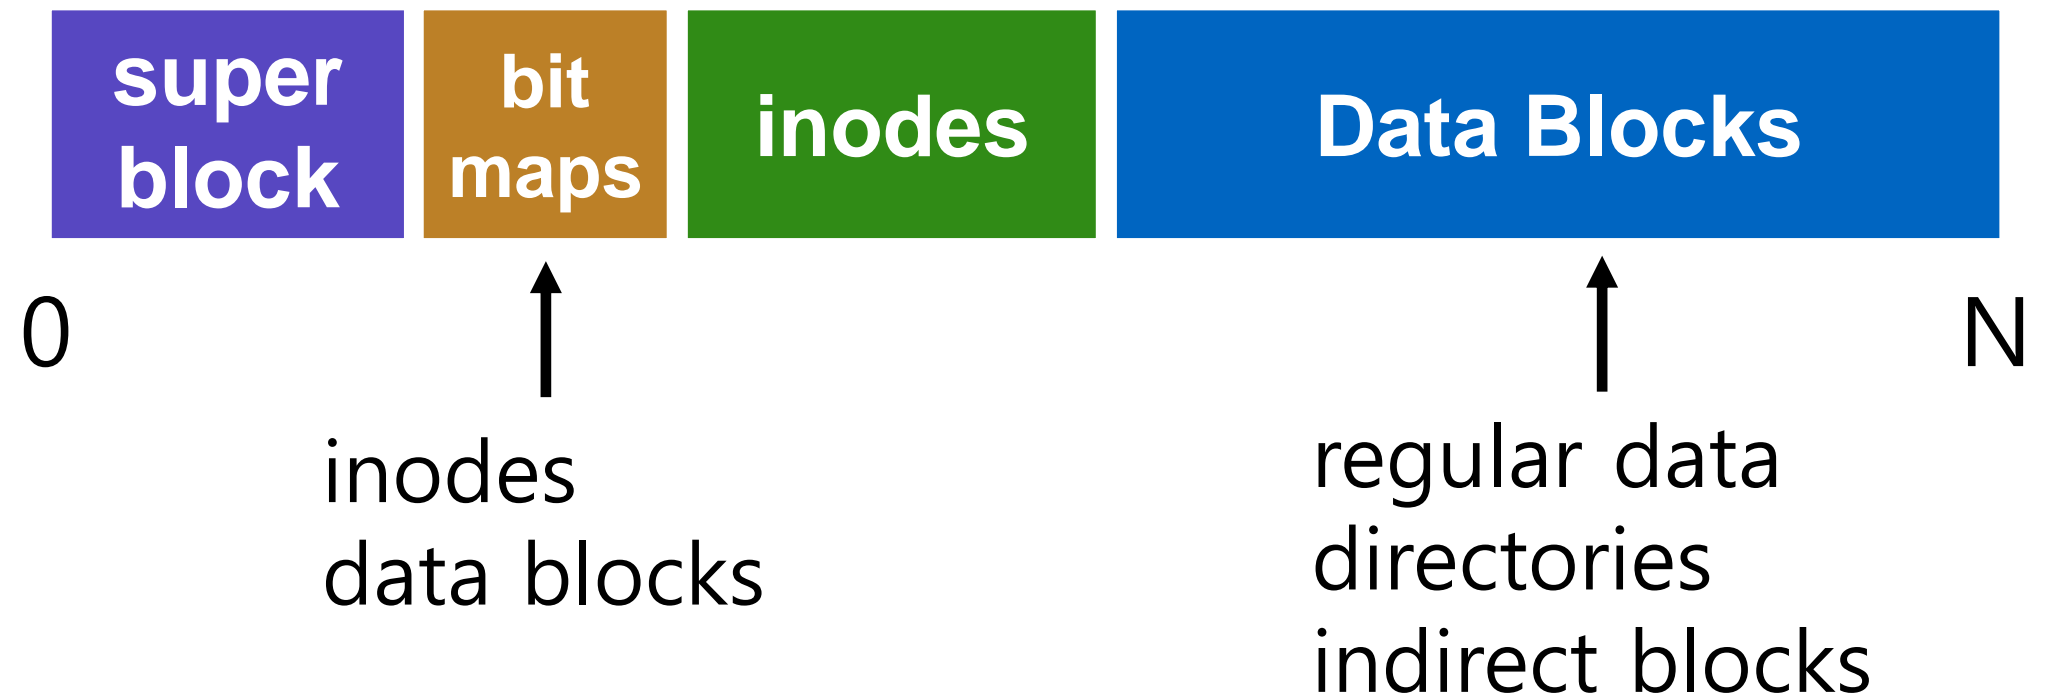 super
block
bit
maps
inodes
Data Blocks
0
N
inodes
data blocks
regular data
directories
indirect blocks